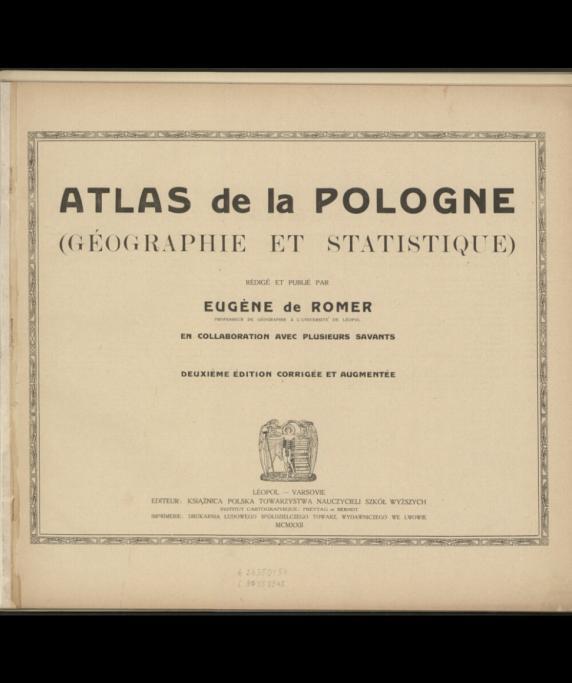 ATLAS de la POLOGNE
(GÉOGRAPHIE ET STATISTIQUE)
RÉDIGÉ ET PUBLIÉ PAR
EUGÈNE de ROMER
PROFESSEUR DE GÉOGRAPHIE À L'UNIVERSITÉ DE LÉOPOL
EN COLLABORATION AVEC PLUSIEURS SAVANTS
DEUXIÈME ÉDITION CORRIGÉE ET AUGMENTÉE
LÉOPOL — VARSOVIE
EDITEUR: KSIĄŻNICA POLSKA TOWARZYSTWA NAUCZYCIELI SZKÓŁ WYŻSZYCH
INSTITUT CARTOGRAPHIQUE: FREYTAG et BERNDT
IMPRIMERIE: DRUKARNIA LUDOWEGO SPÓŁDZIELCZEGO TOWARZ. WYDAWNICZEGO WE LWOWIE
MCMXXII